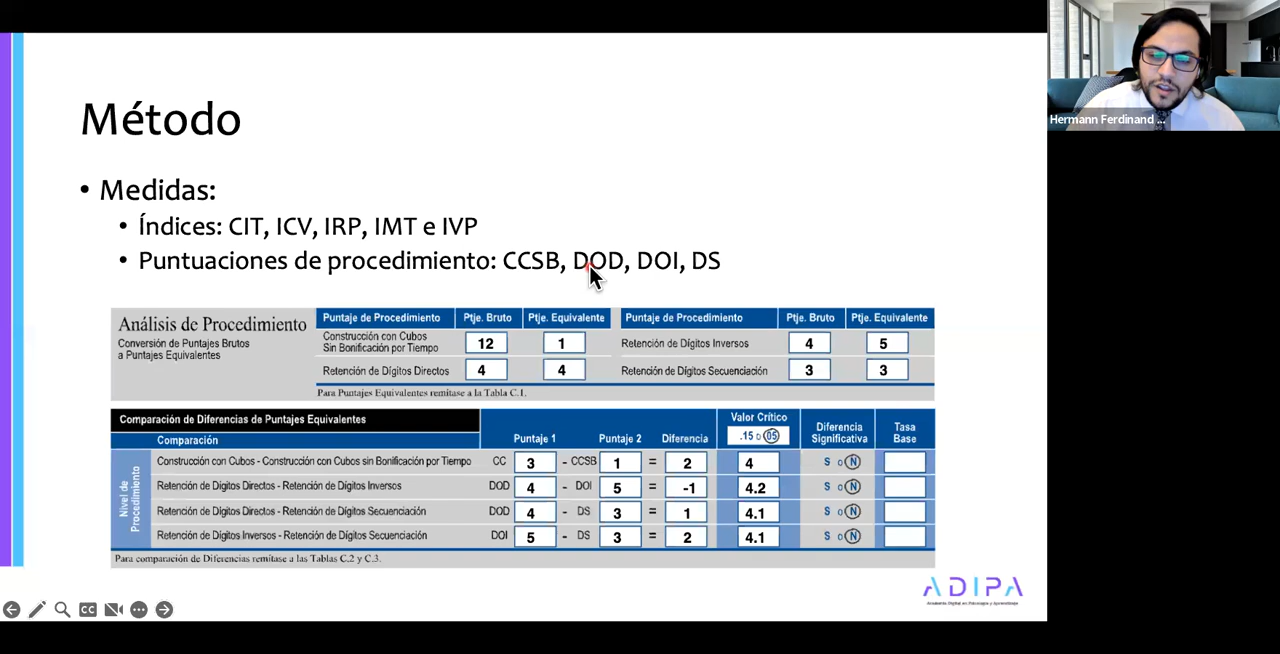 Hermann Ferdinand ...
Método
• Medidas:
• Índices: CIT, ICV, IRP, IMT e IVP
• Puntuaciones de procedimiento: CCSB, DOD, DOI, DS
Análisis de Procedimiento
Conversión de Puntajes Brutos
a Puntajes Equivalentes
Puntaje de Procedimiento Ptje. Bruto Ptje. Equivalente Puntaje de Procedimiento Ptje. Bruto Ptje. Equivalente
Construcción con Cubos
Sin Bonificación por Tiempo 12 1 Retención de Dígitos Inversos 4 5
Retención de Dígitos Directos 4 4 Retención de Dígitos Secuenciación 3 3
Para Puntajes Equivalentes remítase a la Tabla C.1.
Comparación de Diferencias de Puntajes Equivalentes
Comparación Puntaje 1 Puntaje 2 Diferencia Valor Crítico .15 o 05 Diferencia Significativa Tasa Base
Nivel de Procedimiento
Construcción con Cubos - Construcción con Cubos sin Bonificación por Tiempo CC 3 - CCSB 1 = 2 4 S o N
Retención de Dígitos Directos - Retención de Dígitos Inversos DOD 4 - DOI 5 = -1 4.2 S o N
Retención de Dígitos Directos - Retención de Dígitos Secuenciación DOD 4 - DS 3 = 1 4.1 S o N
Retención de Dígitos Inversos - Retención de Dígitos Secuenciación DOI 5 - DS 3 = 2 4.1 S o N
Para comparación de Diferencias remítase a las Tablas C.2 y C.3.
ADIPA
Academia Digital en Psicología y Aprendizaje
CC